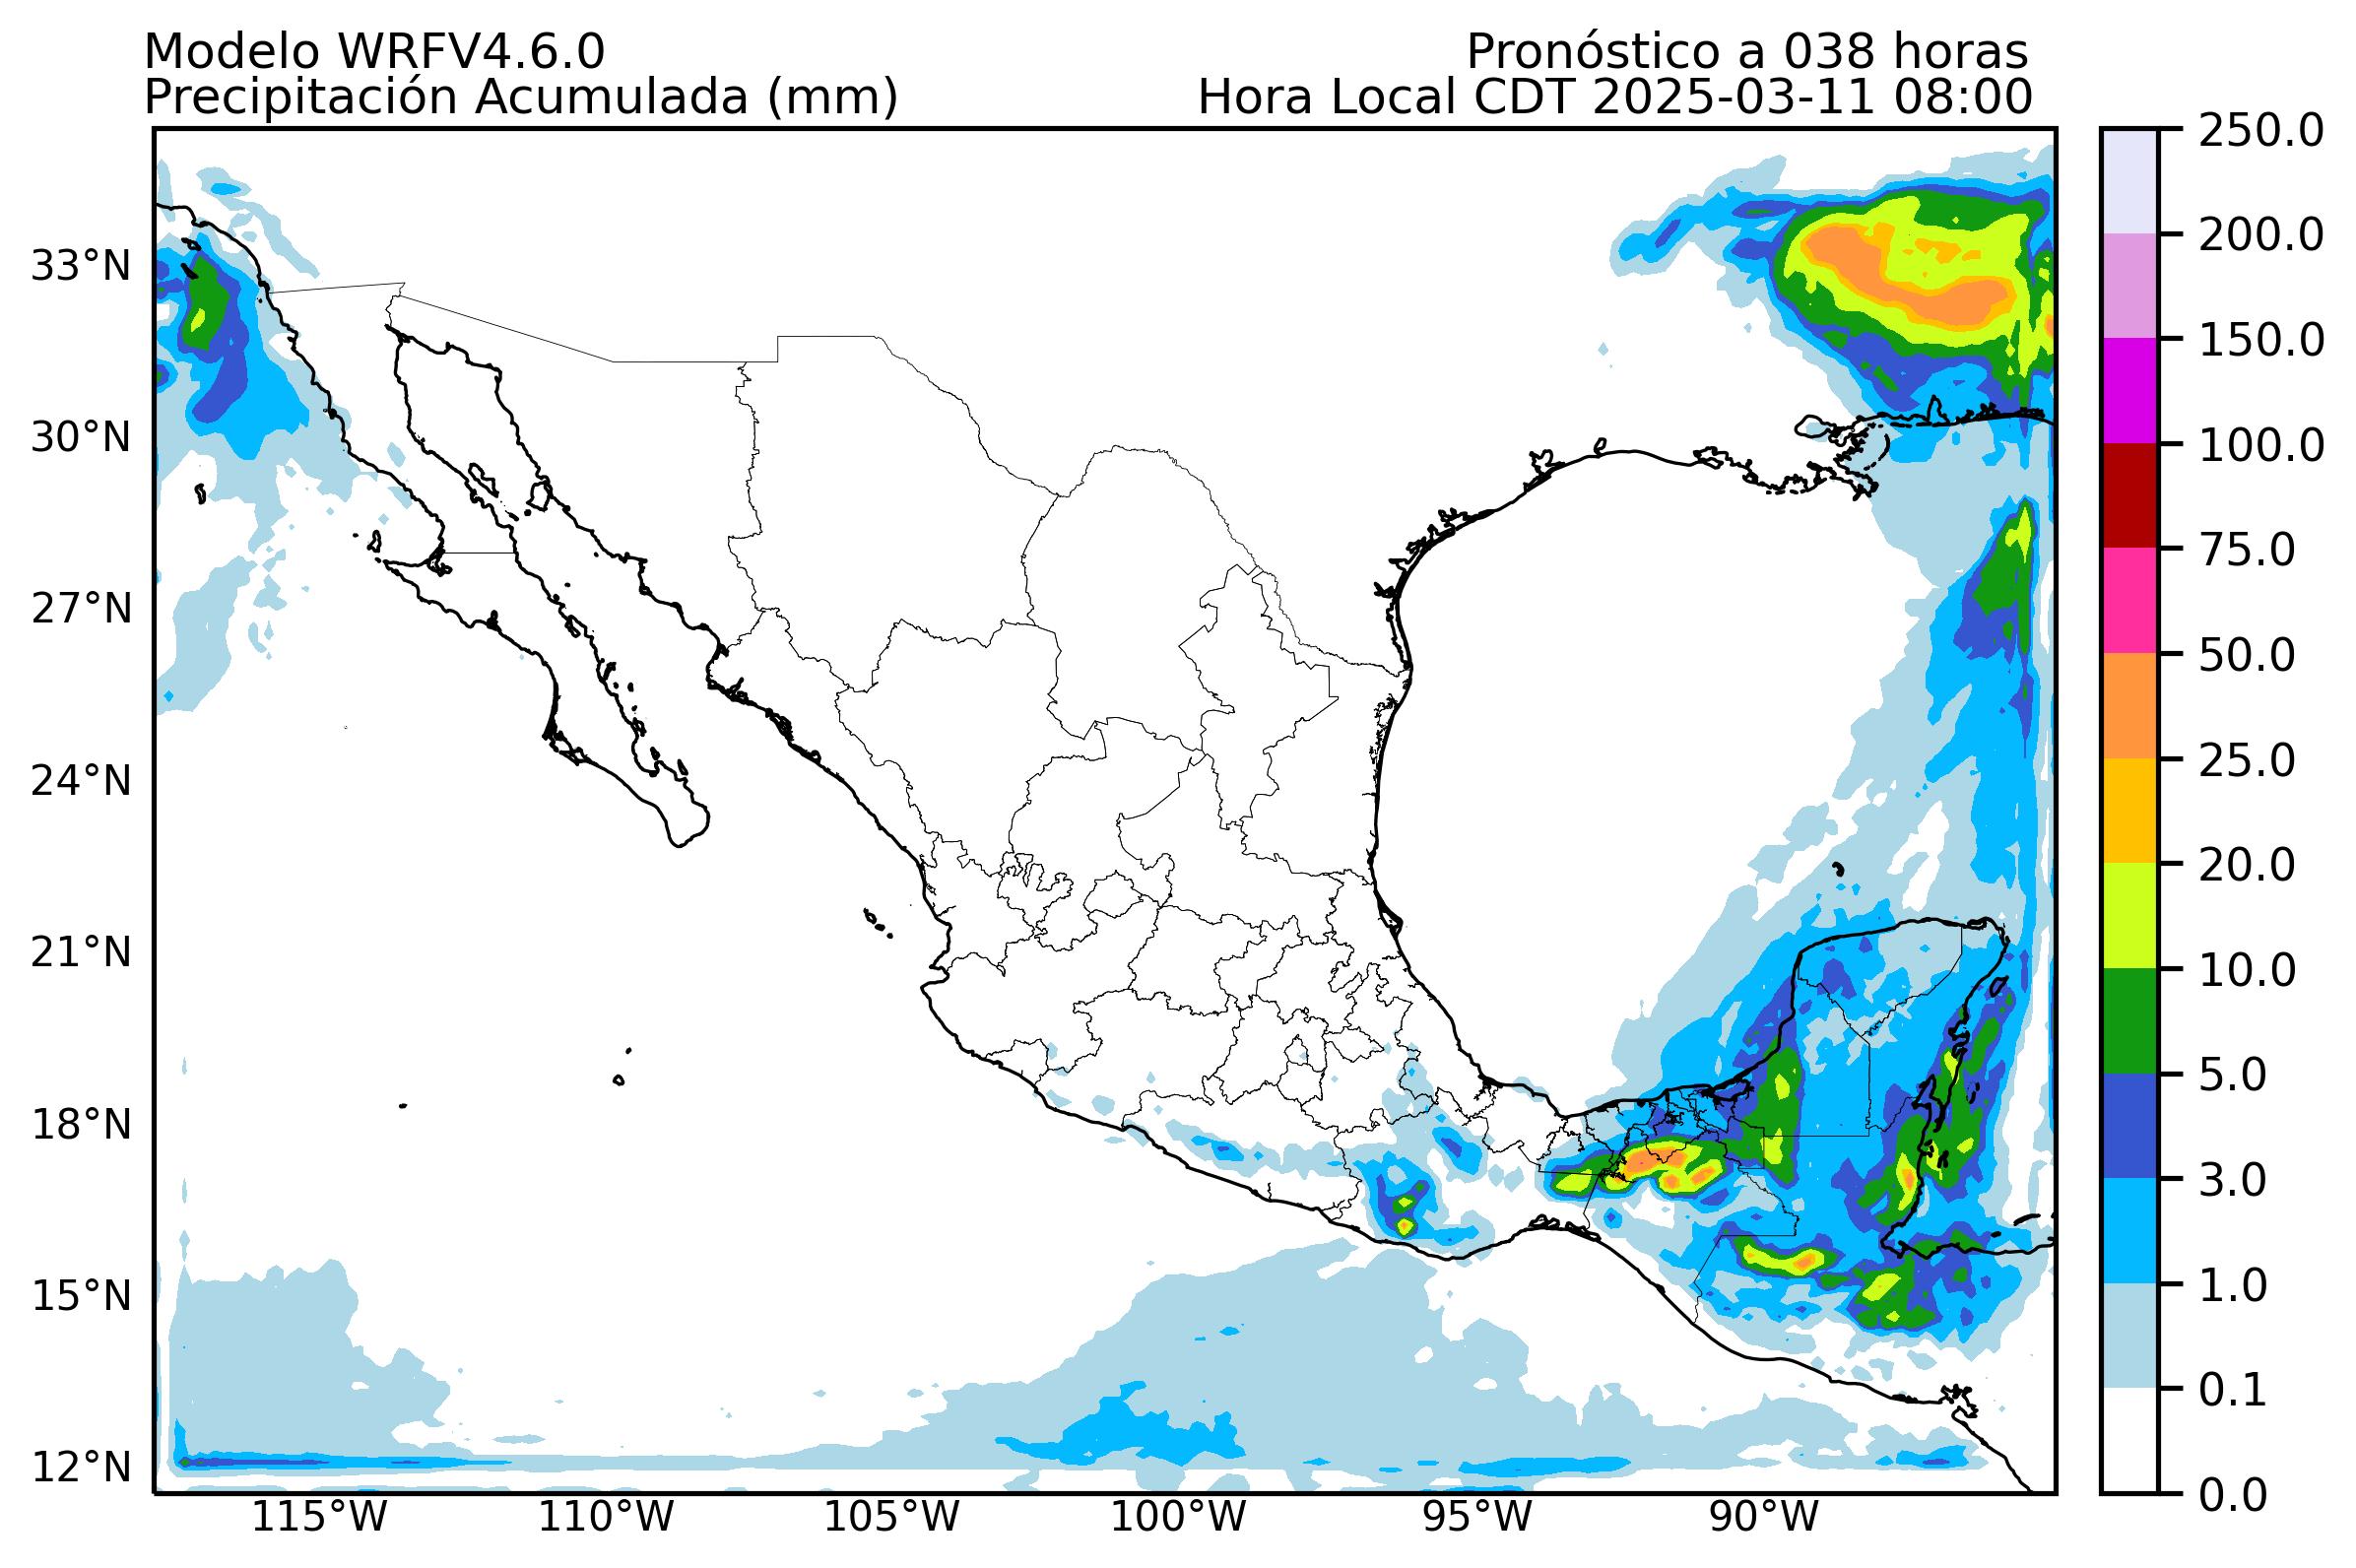 Modelo WRFV4.6.0
Pronóstico a 038 horas
Precipitación Acumulada (mm)
Hora Local CDT 2025-03-11 08:00
33°N
30°N
27°N
24°N
21°N
18°N
15°N
12°N
115°W
110°W
105°W
100°W
95°W
90°W
250.0
200.0
150.0
100.0
75.0
50.0
25.0
20.0
10.0
5.0
3.0
1.0
0.1
0.0